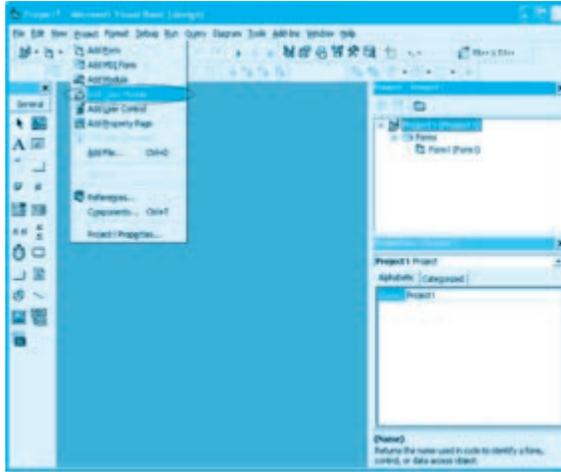 Project1 - Microsoft Visual Basic [design]
File Edit View Project Format Debug Run Query Diagram Tools Add-Ins Window Help
Add Form
Add MDI Form
Add Module
Add Class Module
Add User Control
Add Property Page
Add File... Ctrl+D
References...
Components... Ctrl+T
Project1 Properties...
General
Project1 (Project1)
Forms
Form1 (Form1)
Project1 Project
Alphabetic Categorized
Project1
(Name)
Returns the name used in code to identify a form, control, or data access object.